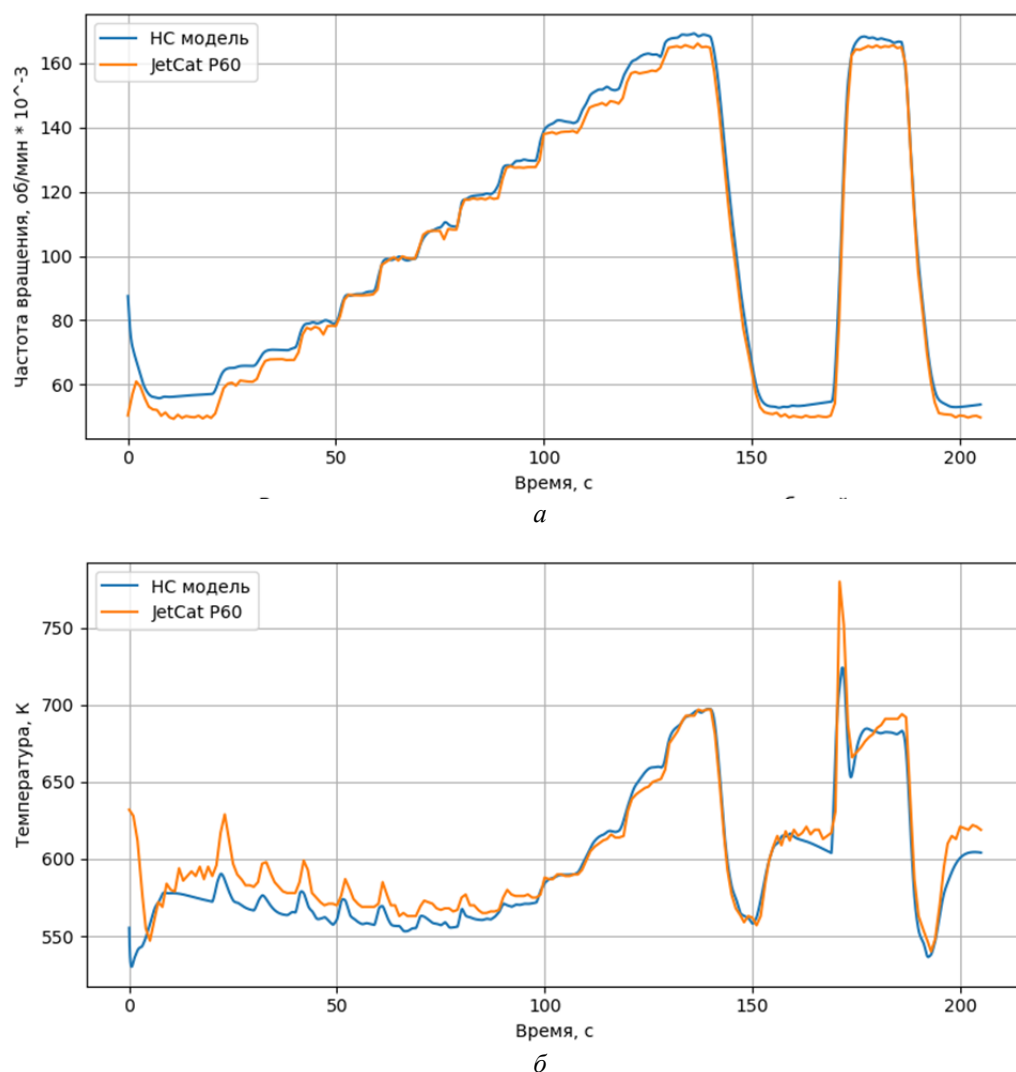 НС модель
JetCat P60
Частота вращения, об/мин * 10^-3
160
140
120
100
80
60
0
50
100
150
200
Время, с
а
НС модель
JetCat P60
Температура, К
750
700
650
600
550
0
50
100
150
200
Время, с
б